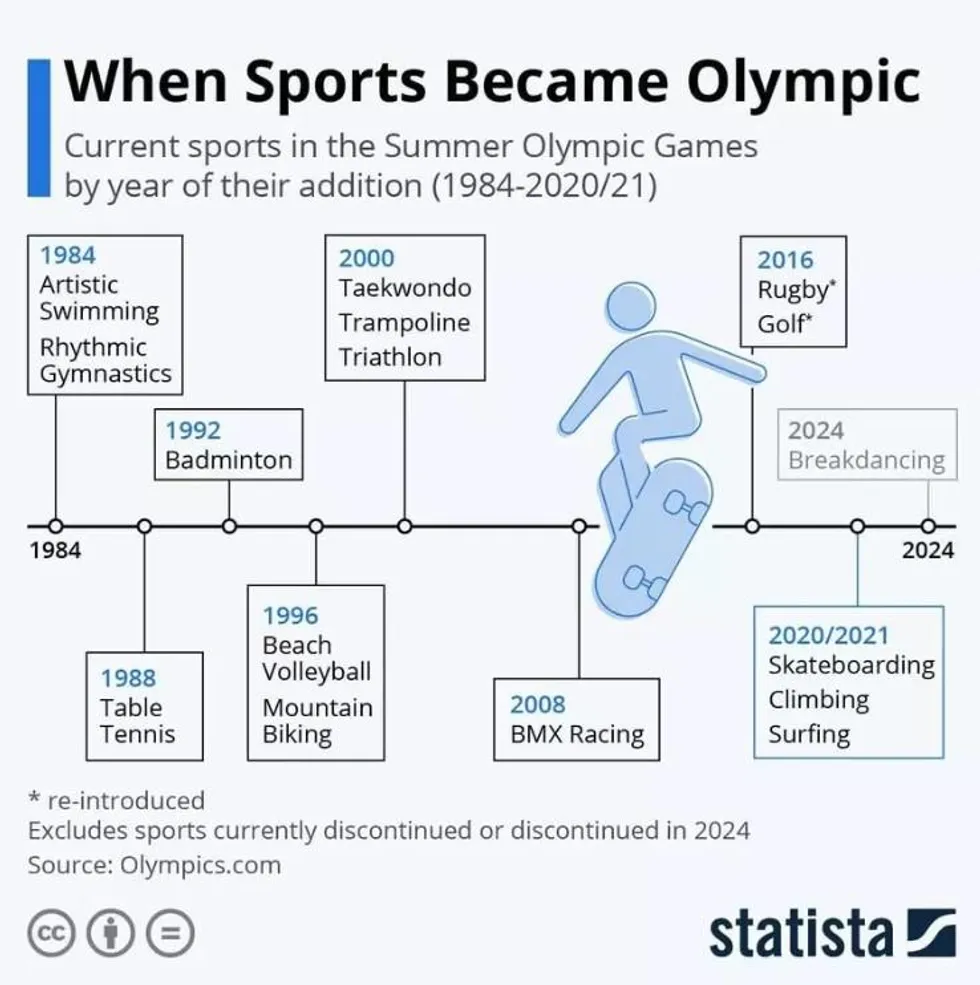 When Sports Became Olympic
Current sports in the Summer Olympic Games
by year of their addition (1984-2020/21)
1984
Artistic
Swimming
Rhythmic
Gymnastics
2000
Taekwondo
Trampoline
Triathlon
2016
Rugby*
Golf*
1992
Badminton
2024
Breakdancing
1984
2024
1988
Table
Tennis
1996
Beach
Volleyball
Mountain
Biking
2008
BMX Racing
2020/2021
Skateboarding
Climbing
Surfing
* re-introduced
Excludes sports currently discontinued or discontinued in 2024
Source: Olympics.com
cc
statista